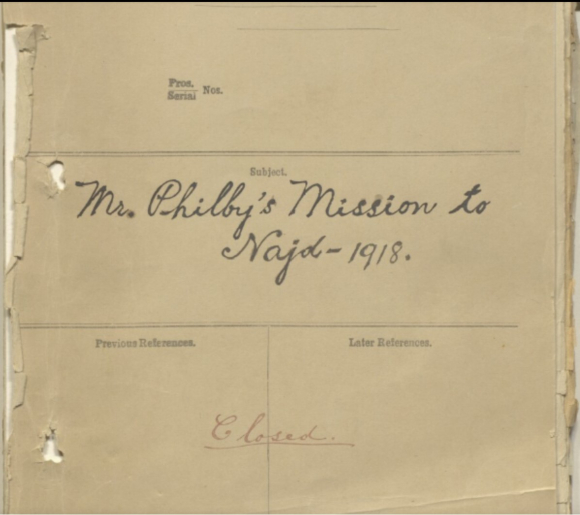 Pros.
Serial Nos.
Subject.
Mr. Philby's Mission to
Najd - 1918.
Previous References.
Later References.
Closed.